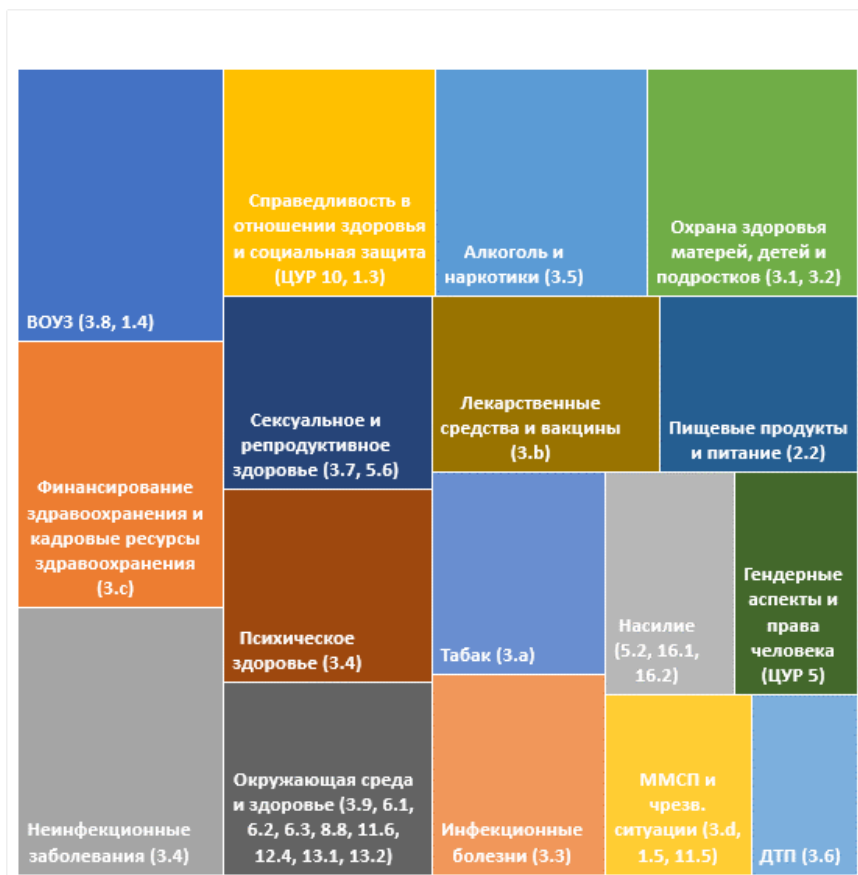 ВОУЗ (3.8, 1.4)
Справедливость в
отношении здоровья
и социальная защита
(ЦУР 10, 1.3)
Алкоголь и
наркотики (3.5)
Охрана здоровья
матерей, детей и
подростков (3.1, 3.2)
Финансирование
здравоохранения и
кадровые ресурсы
здравоохранения
(3.c)
Сексуальное и
репродуктивное
здоровье (3.7, 5.6)
Лекарственные
средства и вакцины
(3.b)
Пищевые продукты
и питание (2.2)
Психическое
здоровье (3.4)
Табак (3.a)
Насилие
(5.2, 16.1,
16.2)
Гендерные
аспекты и
права
человека
(ЦУР 5)
Неинфекционные
заболевания (3.4)
Окружающая среда
и здоровье (3.9, 6.1,
6.2, 6.3, 8.8, 11.6,
12.4, 13.1, 13.2)
Инфекционные
болезни (3.3)
ММСП и
чрезв.
ситуации (3.d,
1.5, 11.5)
ДТП (3.6)